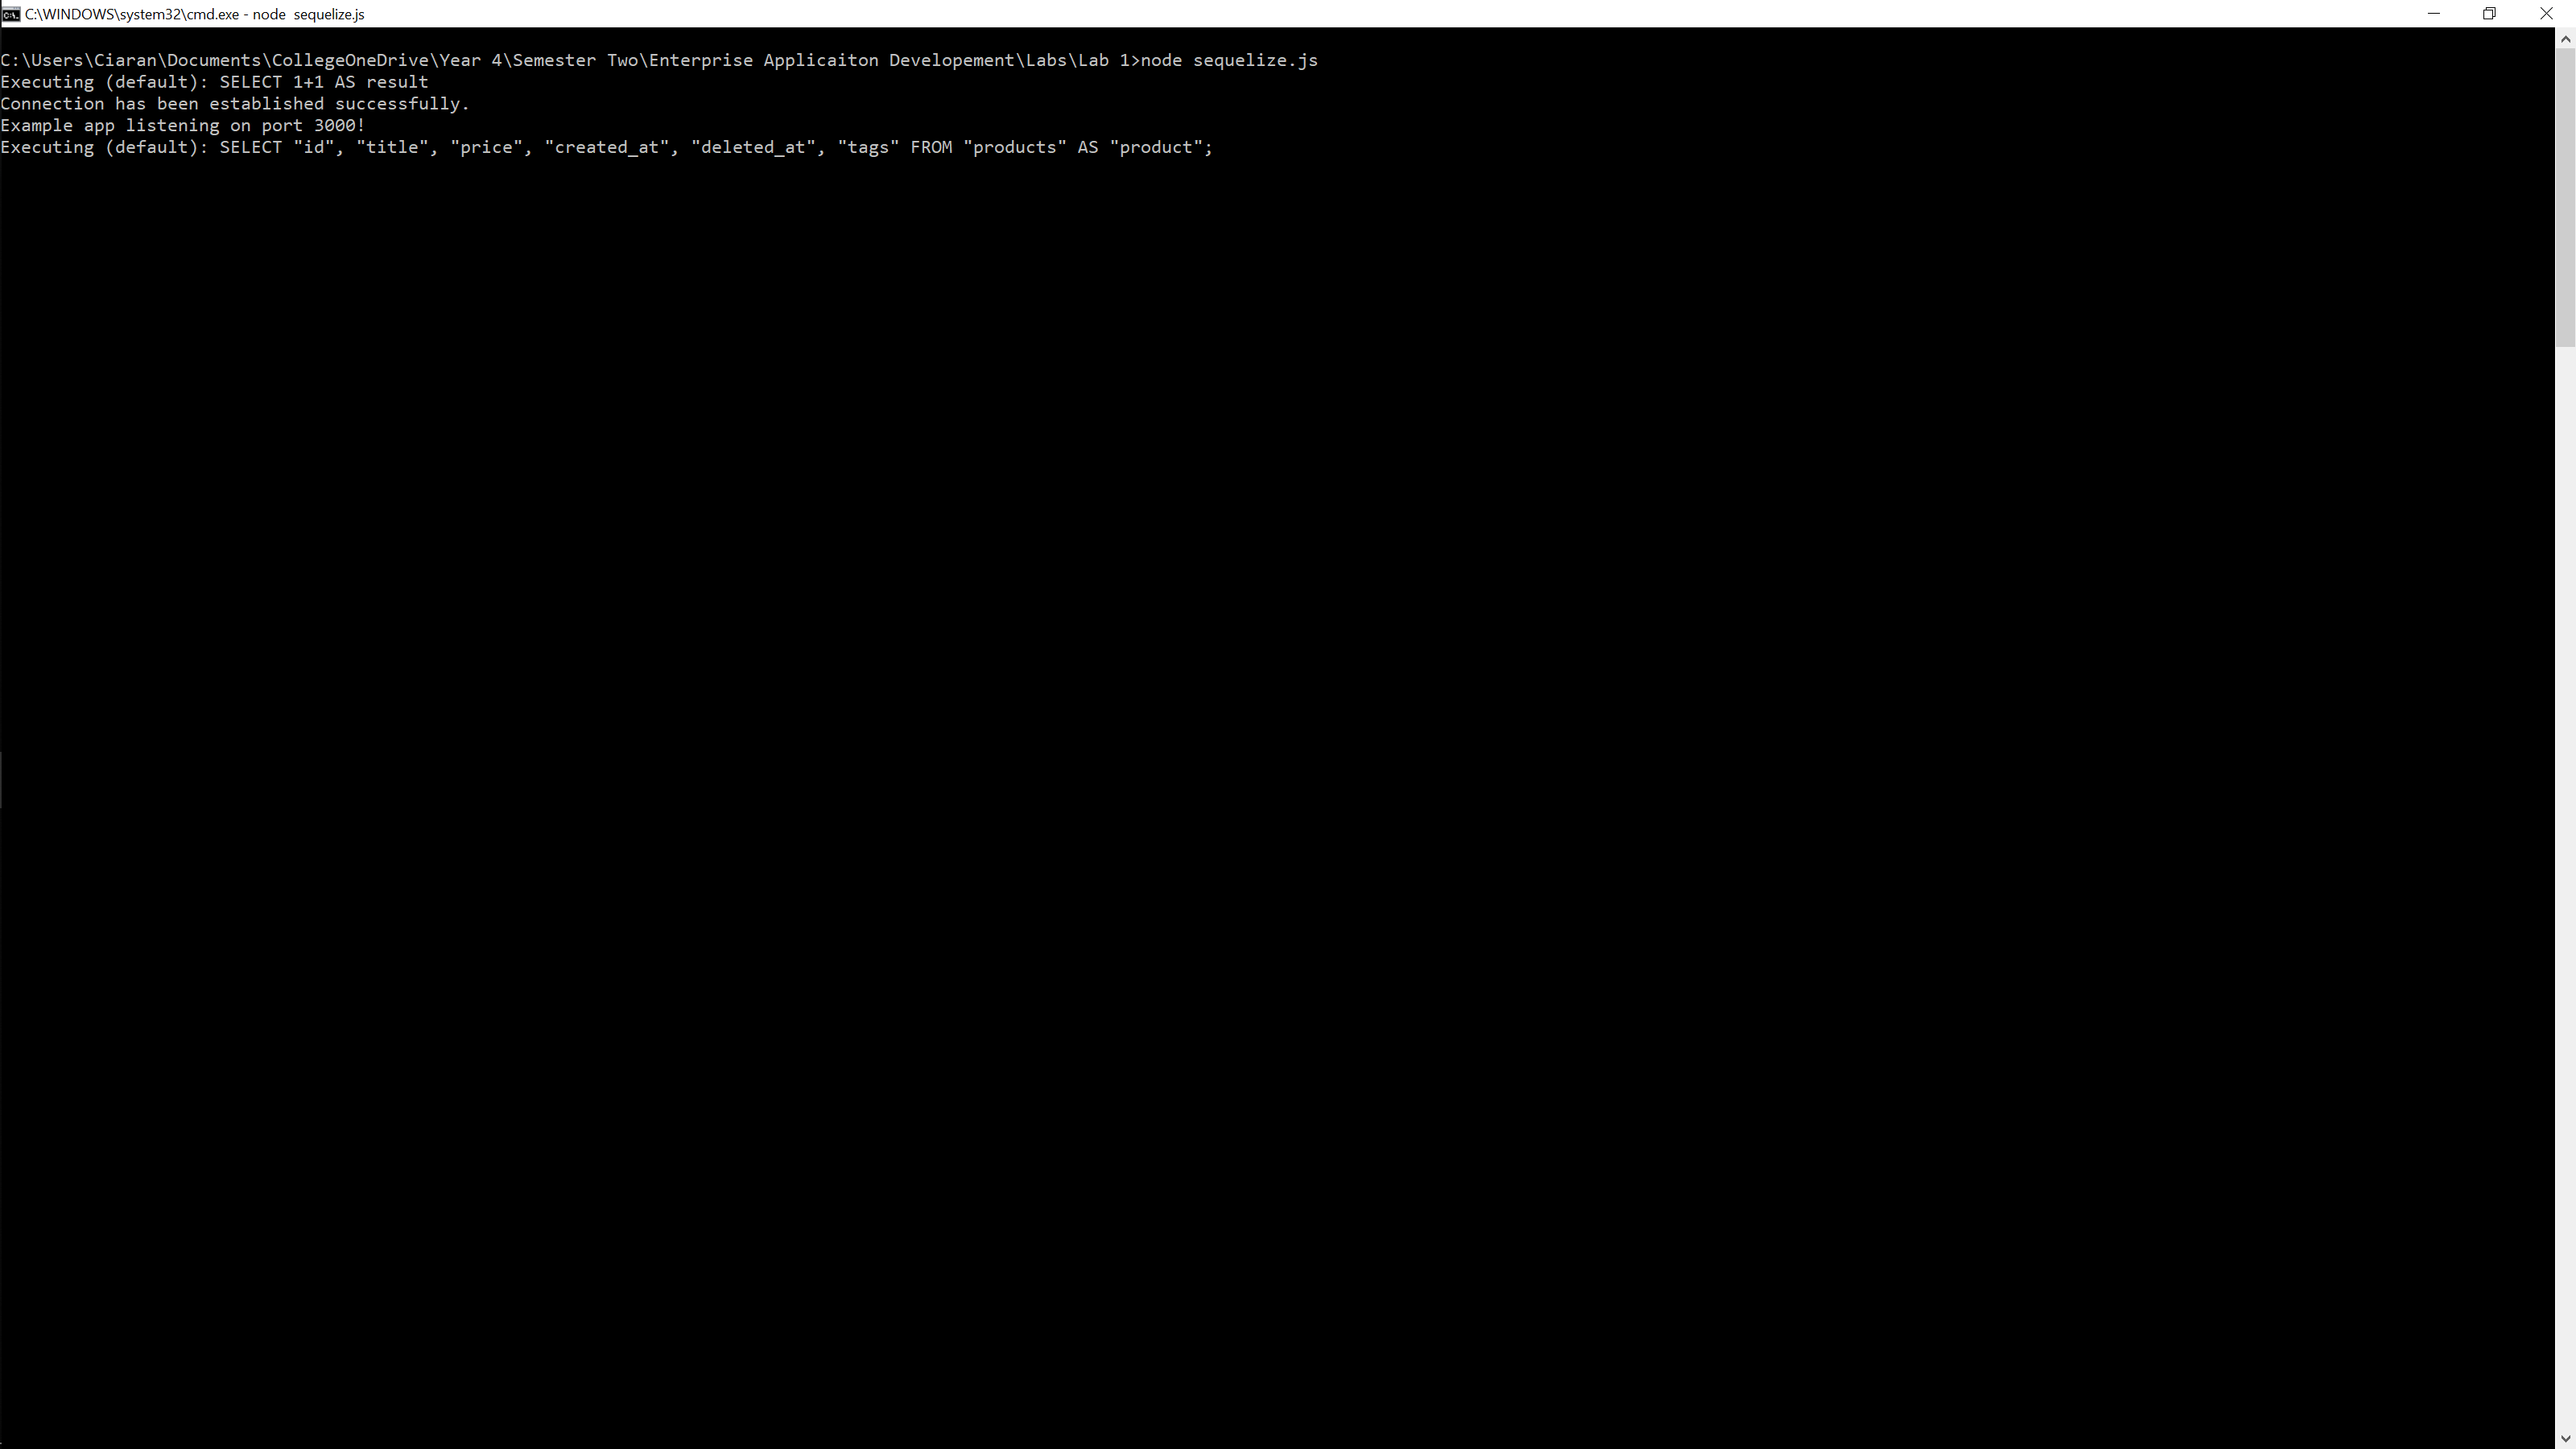 C:\WINDOWS\system32\cmd.exe - node  sequelize.js
C:\Users\Ciaran\Documents\CollegeOneDrive\Year 4\Semester Two\Enterprise Applicaiton Developement\Labs\Lab 1>node sequelize.js
Executing (default): SELECT 1+1 AS result
Connection has been established successfully.
Example app listening on port 3000!
Executing (default): SELECT "id", "title", "price", "created_at", "deleted_at", "tags" FROM "products" AS "product";